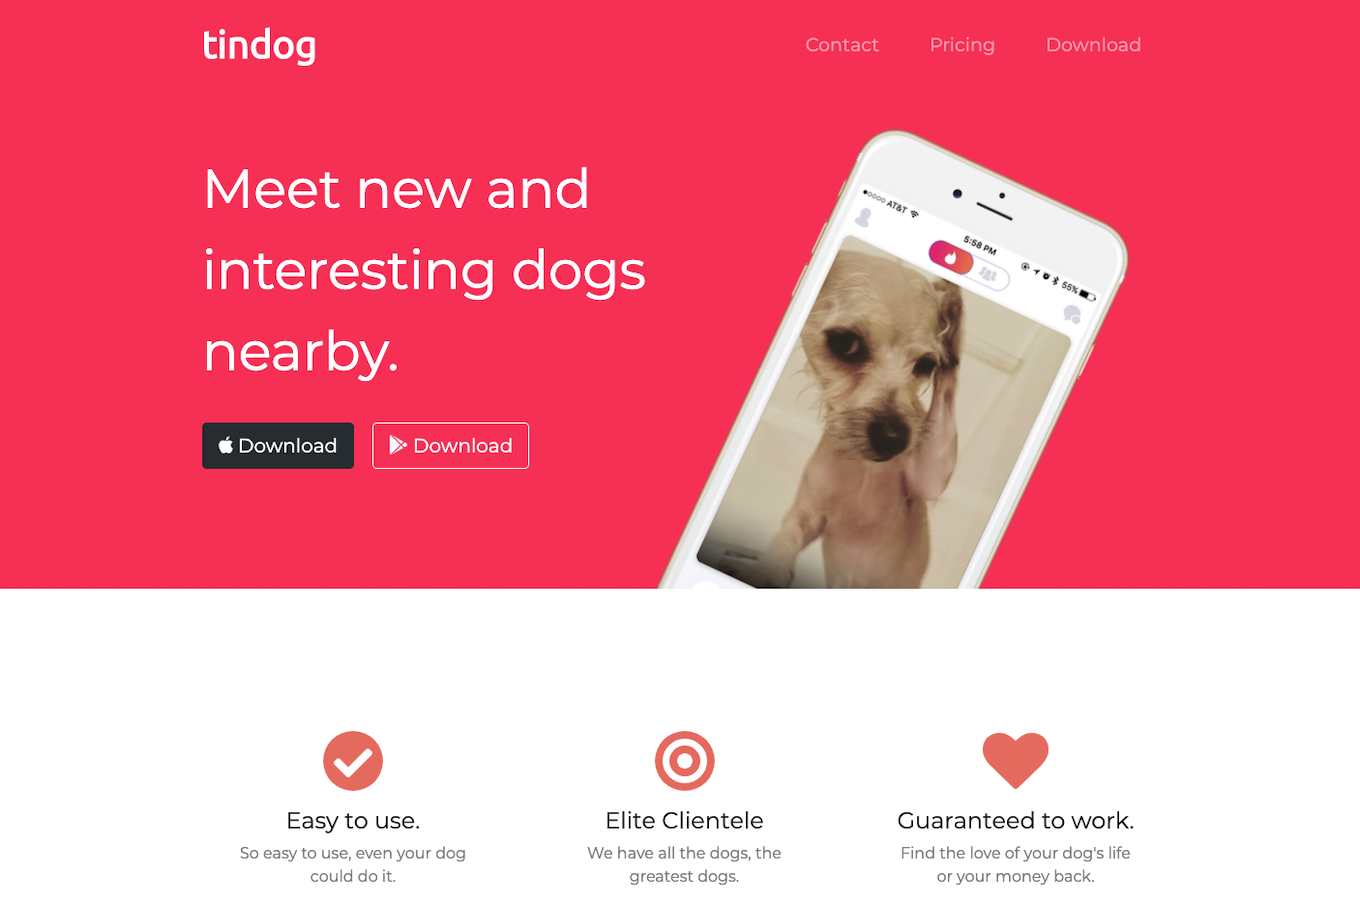 tindog
Contact Pricing Download
Meet new and
interesting dogs
nearby.
Download Download
AT&T
5:58 PM
55%
Easy to use.
So easy to use, even your dog
could do it.
Elite Clientele
We have all the dogs, the
greatest dogs.
Guaranteed to work.
Find the love of your dog's life
or your money back.